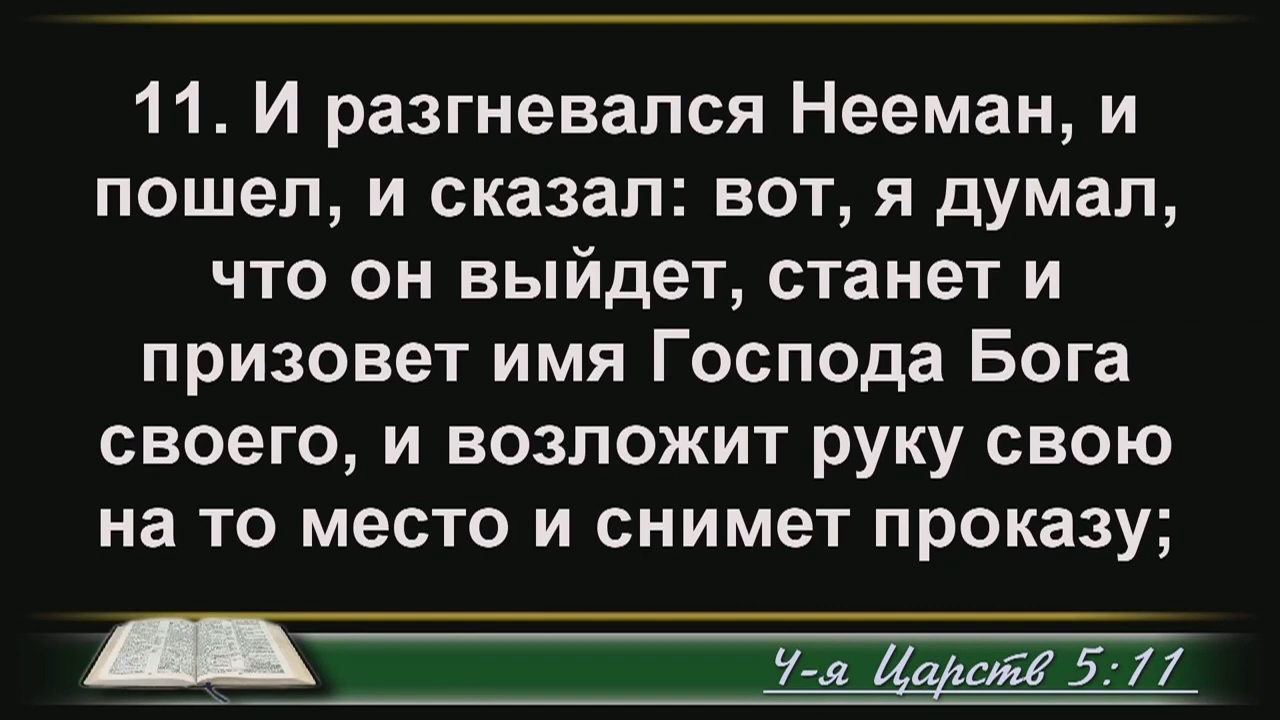 11. И разгневался Нееман, и
пошел, и сказал: вот, я думал,
что он выйдет, станет и
призовет имя Господа Бога
своего, и возложит руку свою
на то место и снимет проказу;
4-я Царств 5:11